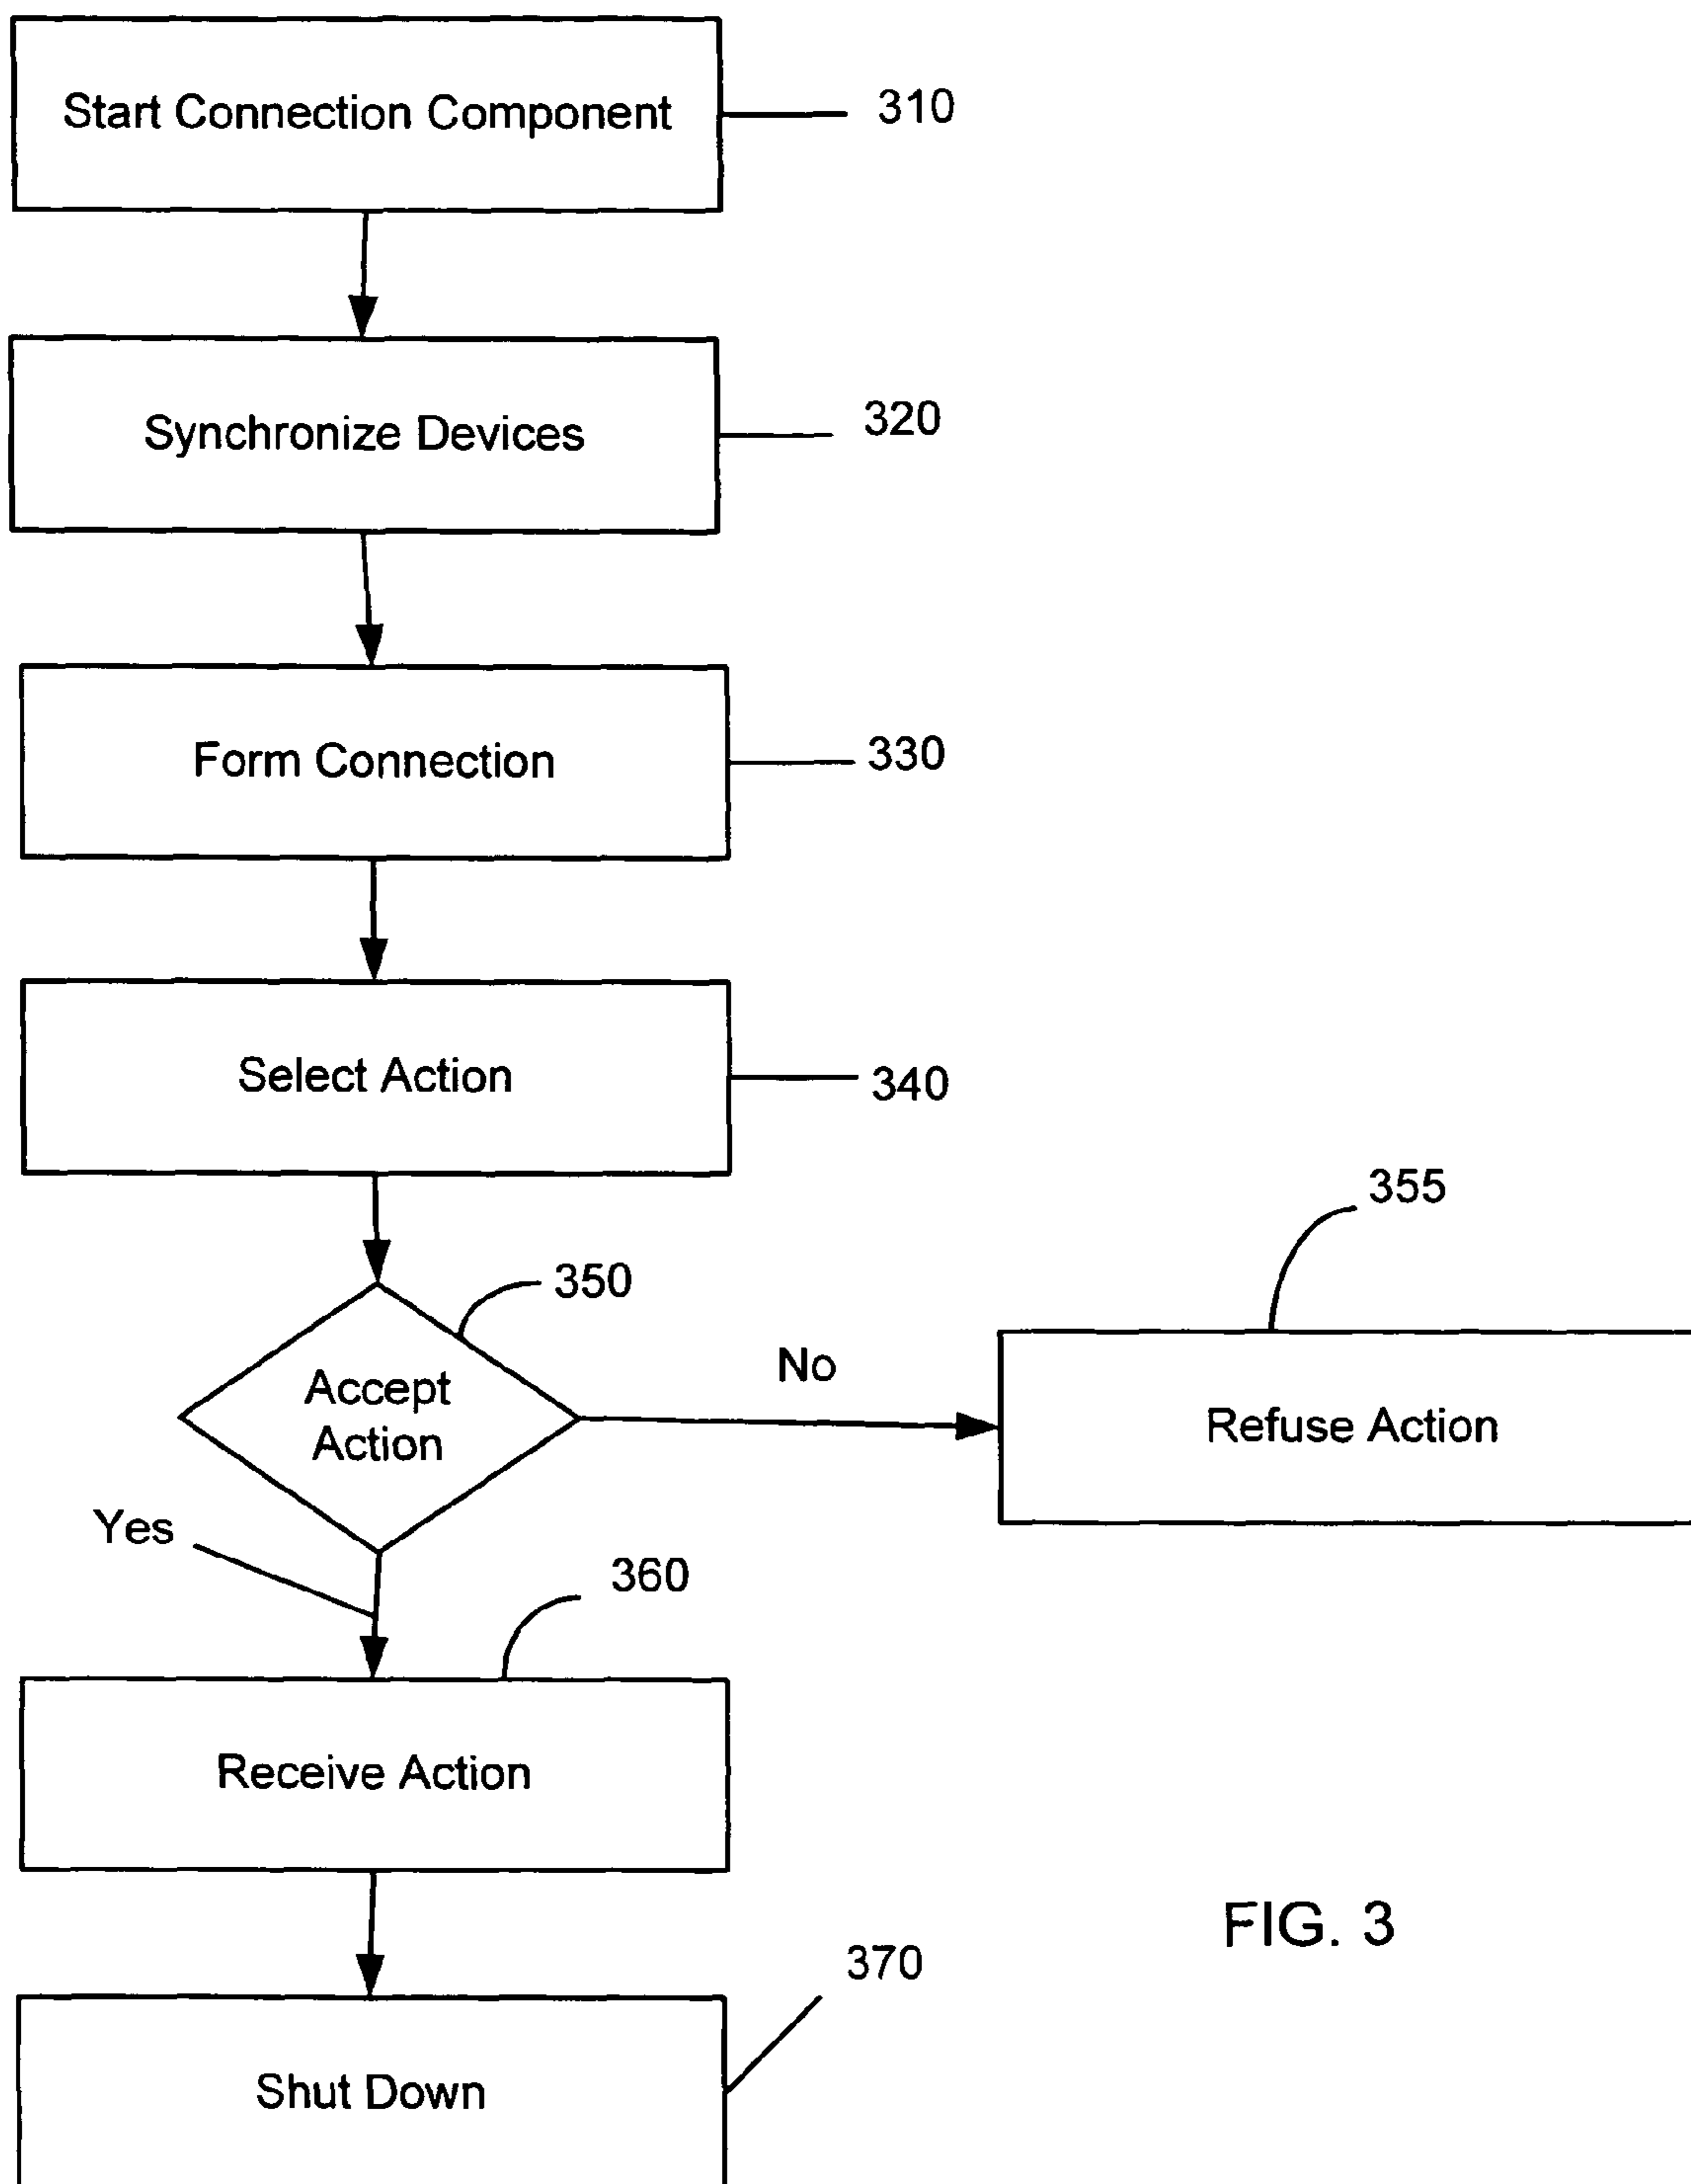 Start Connection Component
310
Synchronize Devices
320
Form Connection
330
Select Action
340
355
350
Accept
Action
No
Refuse Action
Yes
360
Receive Action
FIG. 3
370
Shut Down